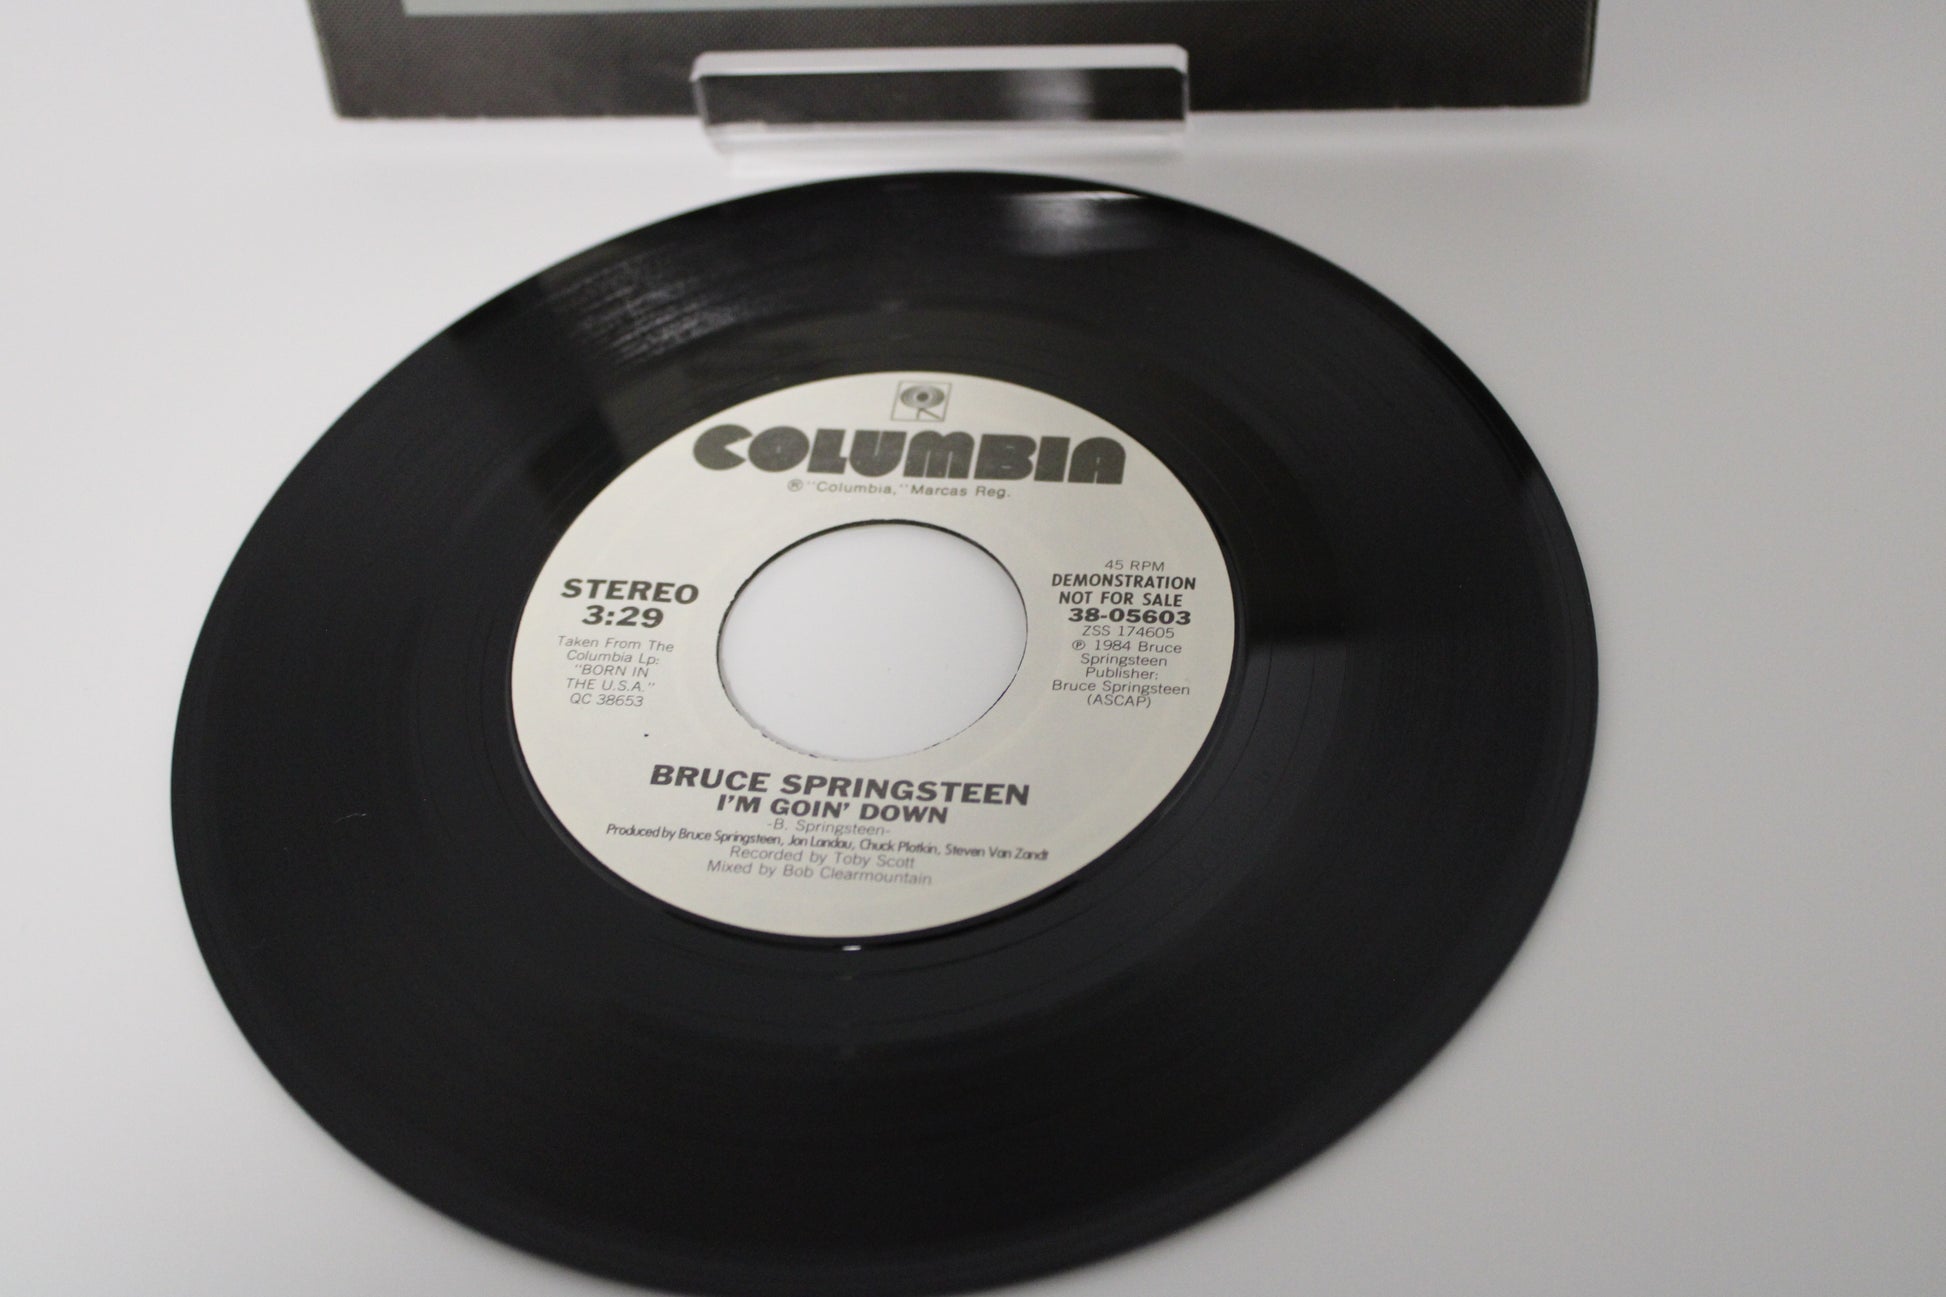 COLUMBIA
® "Columbia," Marcas Reg.
STEREO
3:29
Taken From The
Columbia Lp:
"BORN IN
THE U.S.A."
QC 38653
45 RPM
DEMONSTRATION
NOT FOR SALE
38-05603
ZSS 174605
℗ 1984 Bruce
Springsteen
Publisher:
Bruce Springsteen
(ASCAP)
BRUCE SPRINGSTEEN
I'M GOIN' DOWN
-B. Springsteen-
Produced by Bruce Springsteen, Jon Landau, Chuck Plotkin, Steven Van Zandt
Recorded by Toby Scott
Mixed by Bob Clearmountain